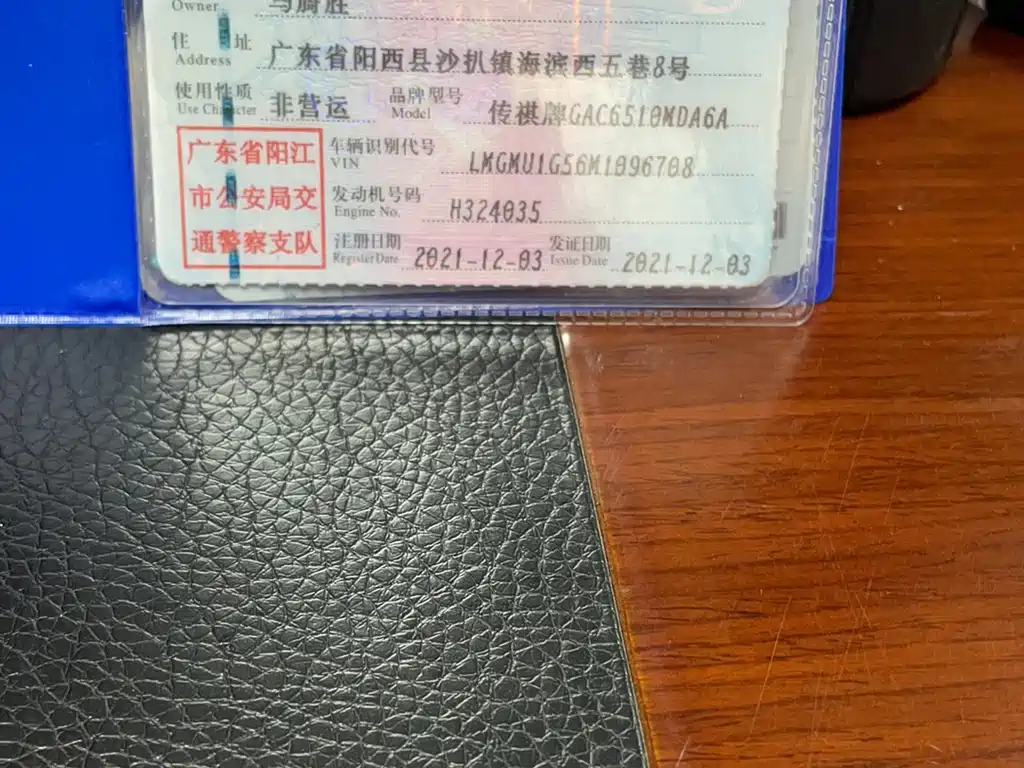 Owner
住 址 广东省阳西县沙扒镇海滨西五巷8号
Address
使用性质 非营运 品牌型号 传祺牌GAC6510MDA6A
Use Character Model
广东省阳江
市公安局交
通警察支队
车辆识别代号 LMGMU1G56M1096708
VIN
发动机号码 H324035
Engine No.
注册日期 2021-12-03 发证日期 2021-12-03
Register Date Issue Date